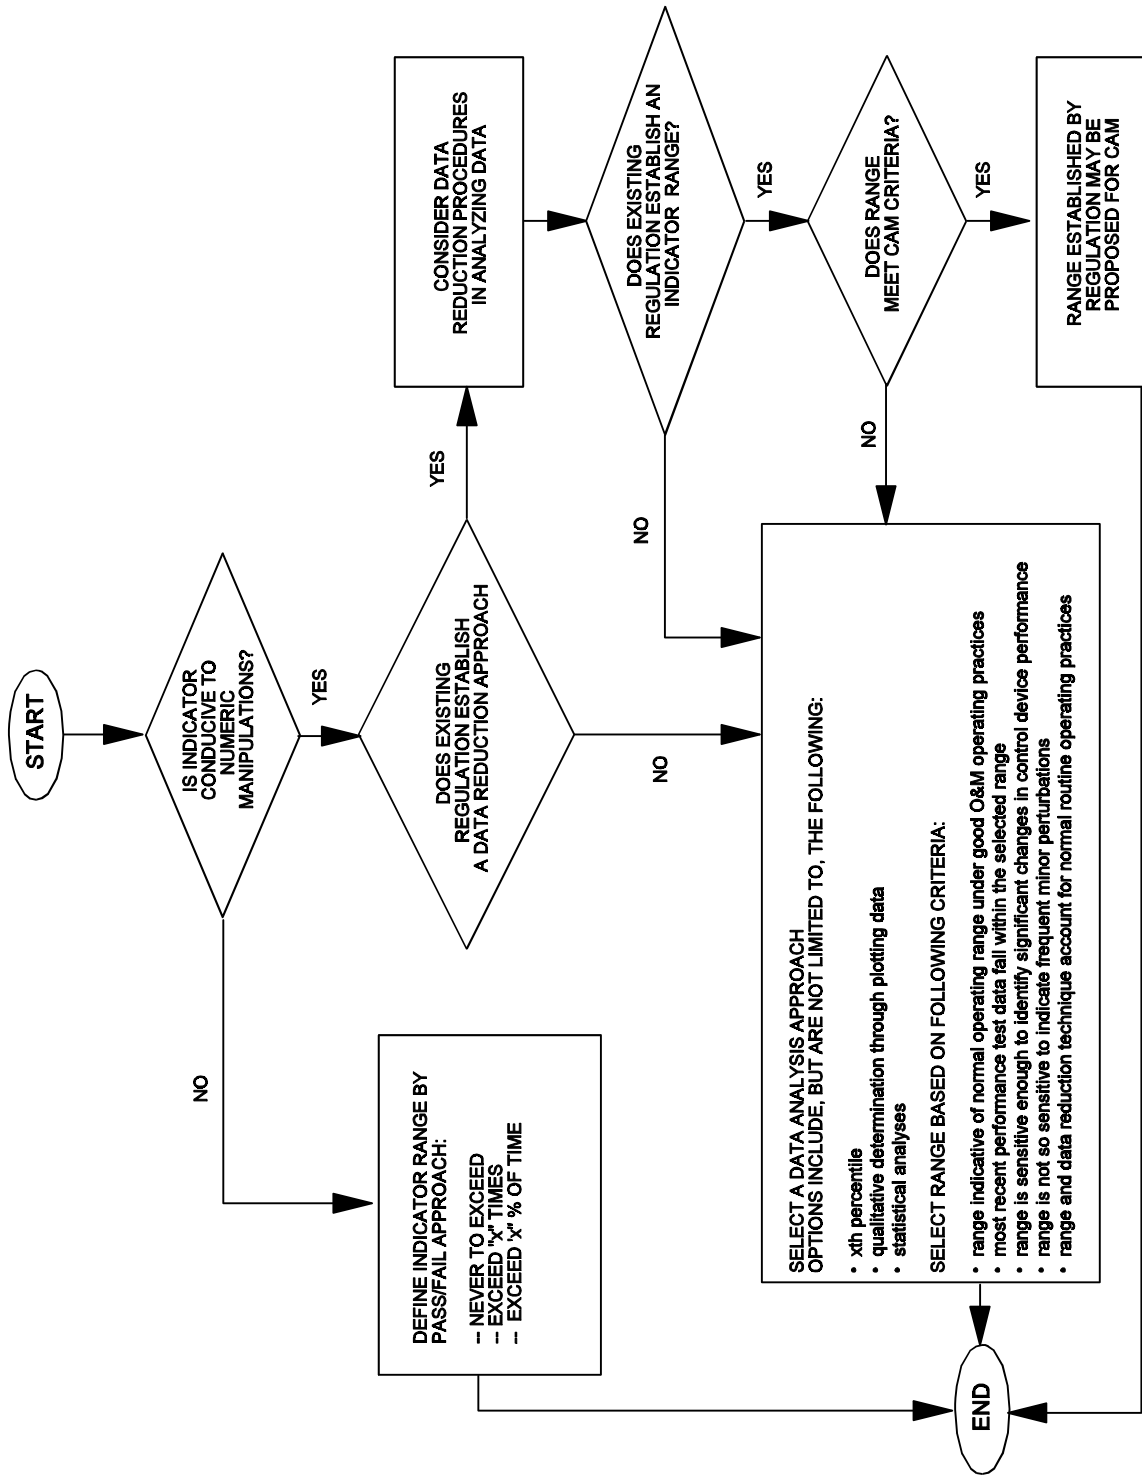 START
IS INDICATOR
CONDUCIVE TO
NUMERIC
MANIPULATIONS?
NO
YES
DEFINE INDICATOR RANGE BY
PASS/FAIL APPROACH:
-- NEVER TO EXCEED
-- EXCEED "x" TIMES
-- EXCEED 'x" % OF TIME
DOES EXISTING
REGULATION ESTABLISH
A DATA REDUCTION APPROACH
YES
NO
CONSIDER DATA
REDUCTION PROCEDURES
IN ANALYZING DATA
DOES EXISTING
REGULATION ESTABLISH AN
INDICATOR RANGE?
NO
YES
DOES RANGE
MEET CAM CRITERIA?
NO
YES
SELECT A DATA ANALYSIS APPROACH
OPTIONS INCLUDE, BUT ARE NOT LIMITED TO, THE FOLLOWING:
• xth percentile
• qualitative determination through plotting data
• statistical analyses
SELECT RANGE BASED ON FOLLOWING CRITERIA:
• range indicative of normal operating range under good O&M operating practices
• most recent performance test data fall within the selected range
• range is sensitive enough to identify significant changes in control device performance
• range is not so sensitive to indicate frequent minor perturbations
• range and data reduction technique account for normal routine operating practices
RANGE ESTABLISHED BY
REGULATION MAY BE
PROPOSED FOR CAM
END